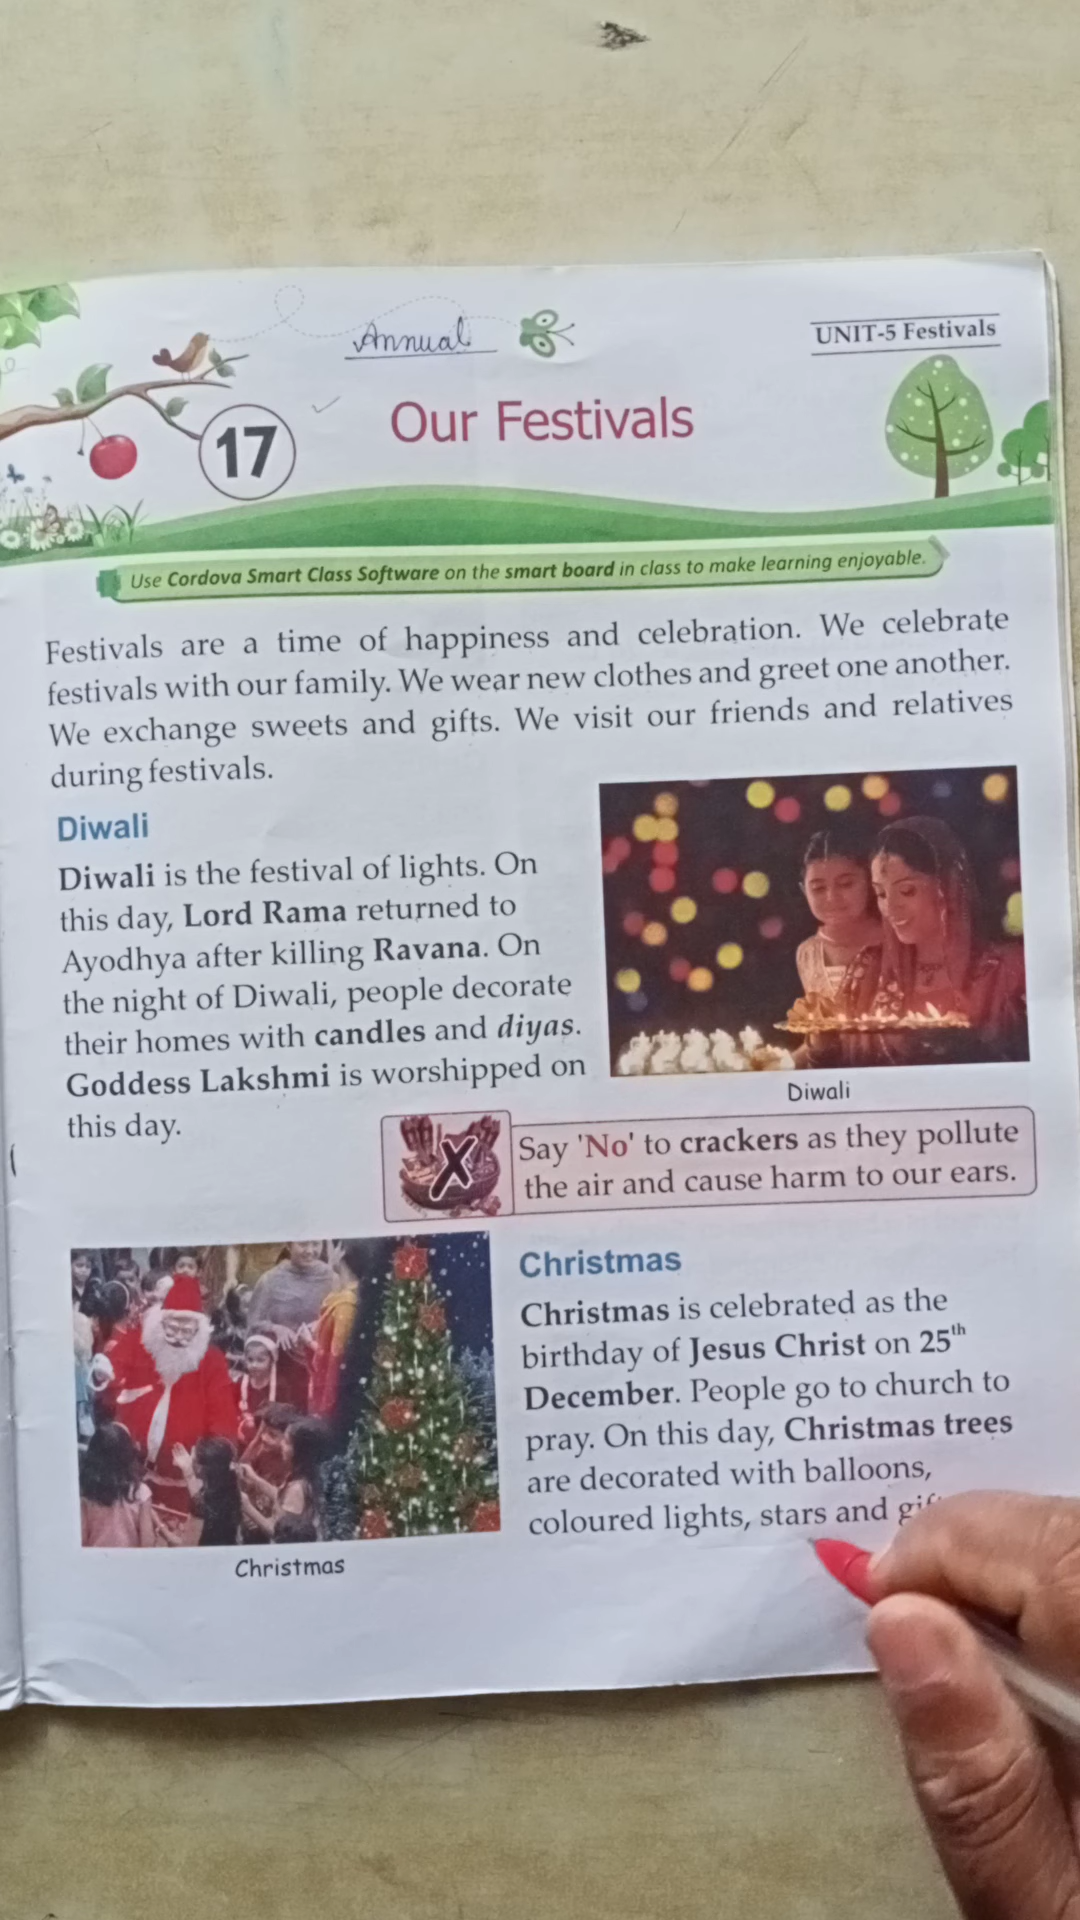 Annual
UNIT-5 Festivals
17
Our Festivals
Use Cordova Smart Class Software on the smart board in class to make learning enjoyable.
Festivals are a time of happiness and celebration. We celebrate
festivals with our family. We wear new clothes and greet one another.
We exchange sweets and gifts. We visit our friends and relatives
during festivals.
Diwali
Diwali is the festival of lights. On
this day, Lord Rama returned to
Ayodhya after killing Ravana. On
the night of Diwali, people decorate
their homes with candles and diyas.
Goddess Lakshmi is worshipped on
this day.
Diwali
X
Say 'No' to crackers as they pollute
the air and cause harm to our ears.
Christmas
Christmas is celebrated as the
birthday of Jesus Christ on 25th
December. People go to church to
pray. On this day, Christmas trees
are decorated with balloons,
coloured lights, stars and
Christmas